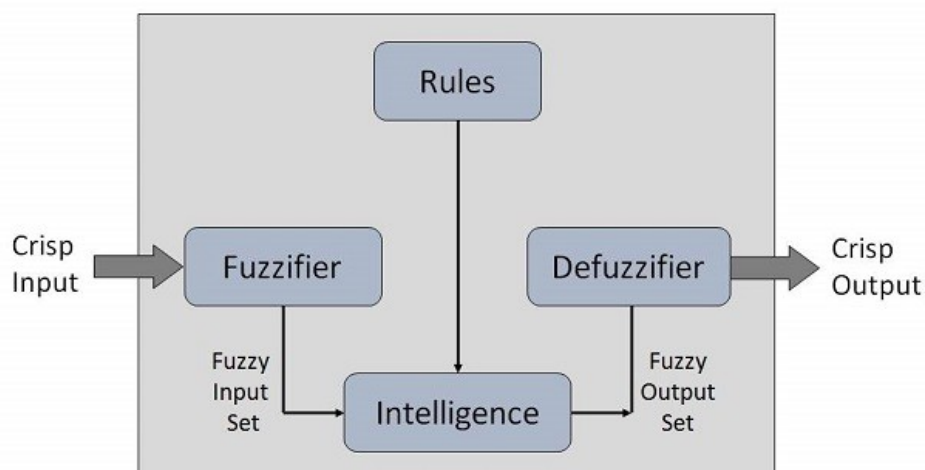 Rules
Crisp
Input
Fuzzifier
Defuzzifier
Crisp
Output
Fuzzy
Input
Set
Intelligence
Fuzzy
Output
Set